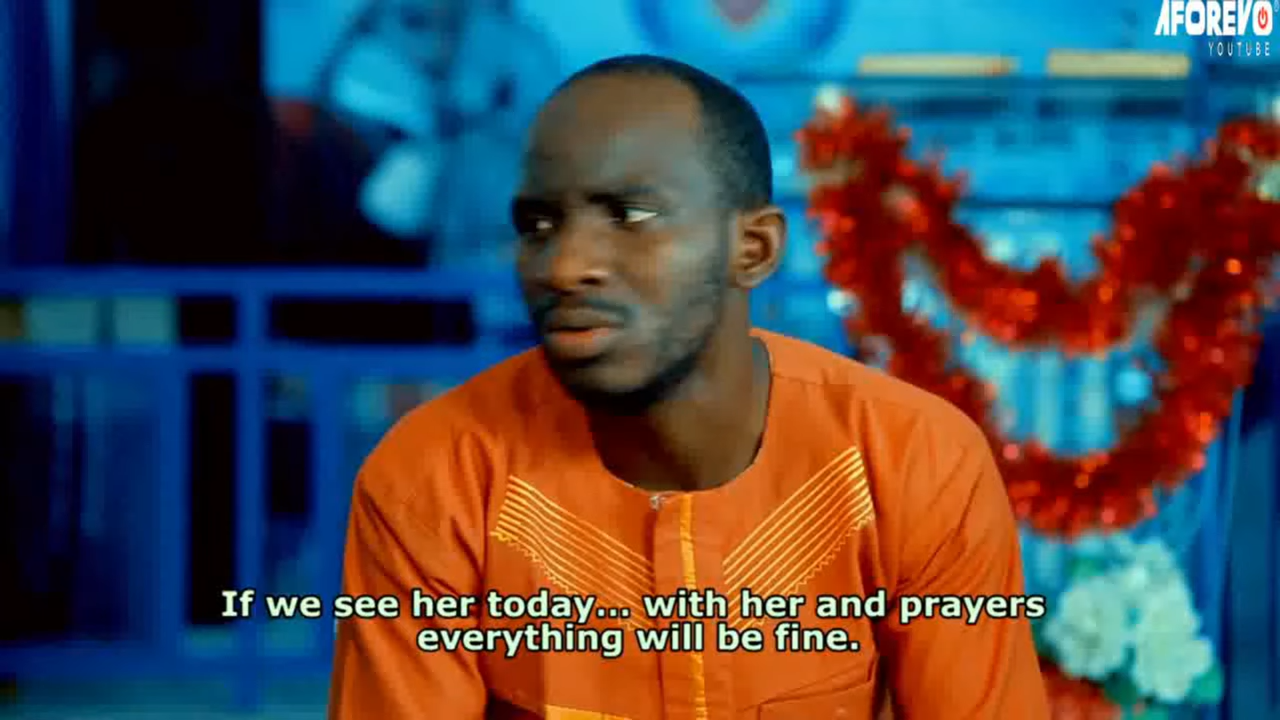 AFOREVO
YOUTUBE
If we see her today... with her and prayers
everything will be fine.